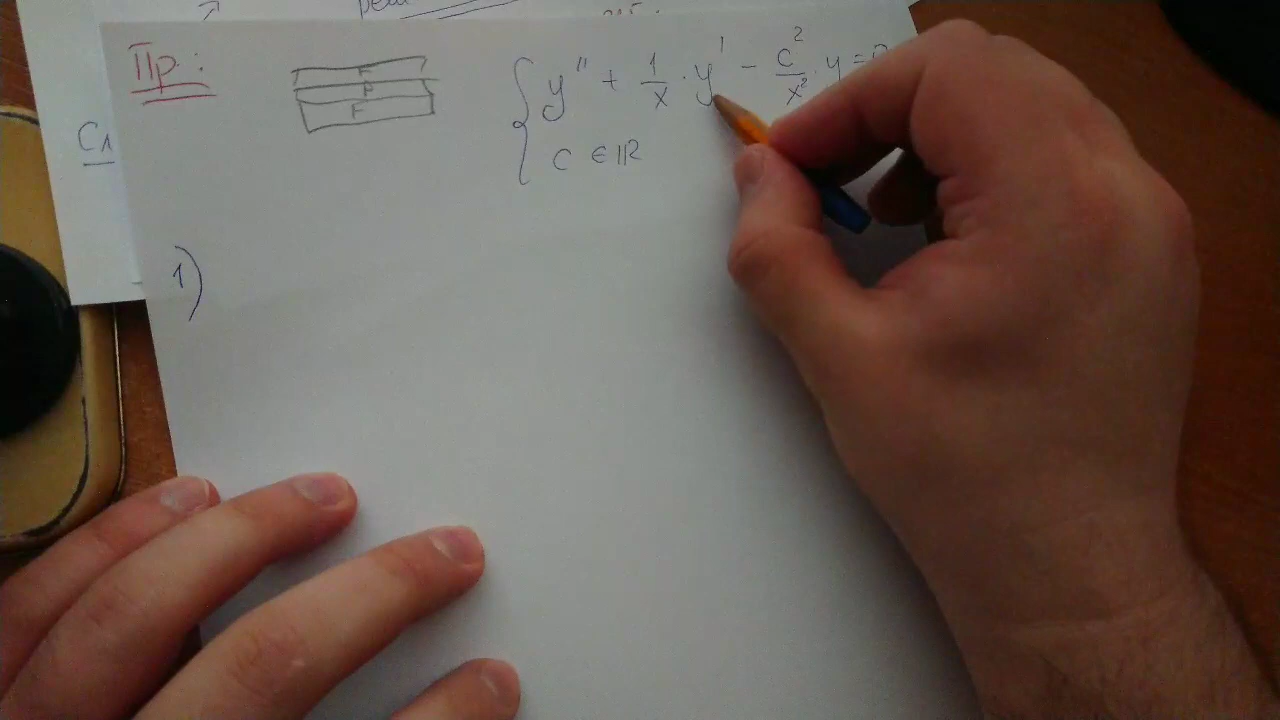 Пр:
F
P
F
y'' + 1/x · y' - c²/x² · y = 0
C ∈ ℝ
1)